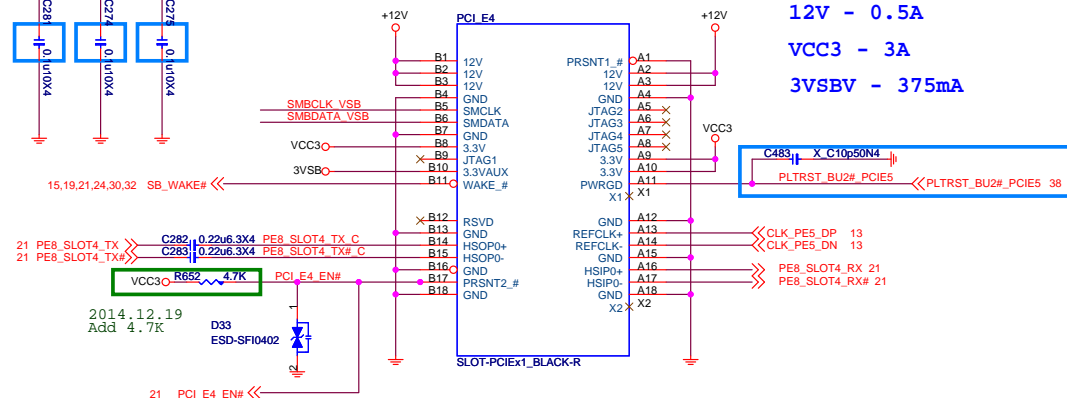 C281
0.1u10X4
C274
0.1u10X4
C275
0.1u10X4
+12V
PCI_E4
+12V
12V - 0.5A
VCC3 - 3A
3VSBV - 375mA
B1 12V PRSNT1_# A1
B2 12V 12V A2
B3 12V 12V A3
B4 GND GND A4
SMBCLK_VSB B5 SMCLK JTAG2 A5
SMBDATA_VSB B6 SMDATA JTAG3 A6
B7 GND JTAG4 A7
VCC3 B8 3.3V JTAG5 A8 VCC3
B9 JTAG1 3.3V A9
3VSB B10 3.3VAUX 3.3V A10
15,19,21,24,30,32 SB_WAKE# B11 WAKE_# PWRGD A11
X1 X1
C483 X_C10p50N4
PLTRST_BU2#_PCIE5 PLTRST_BU2#_PCIE5 38
B12 RSVD GND A12
B13 GND REFCLK+ A13 CLK_PE5_DP 13
21 PE8_SLOT4_TX C282 0.22u6.3X4 PE8_SLOT4_TX_C B14 HSOP0+ REFCLK- A14 CLK_PE5_DN 13
21 PE8_SLOT4_TX# C283 0.22u6.3X4 PE8_SLOT4_TX#_C B15 HSOP0- GND A15
B16 GND HSIP0+ A16 PE8_SLOT4_RX 21
VCC3 R652 4.7K PCI_E4_EN# B17 PRSNT2_# HSIP0- A17 PE8_SLOT4_RX# 21
B18 GND GND A18
X2 X2
2014.12.19
Add 4.7K
1
D33
ESD-SFI0402
2
SLOT-PCIEx1_BLACK-R
21 PCI_E4_EN#